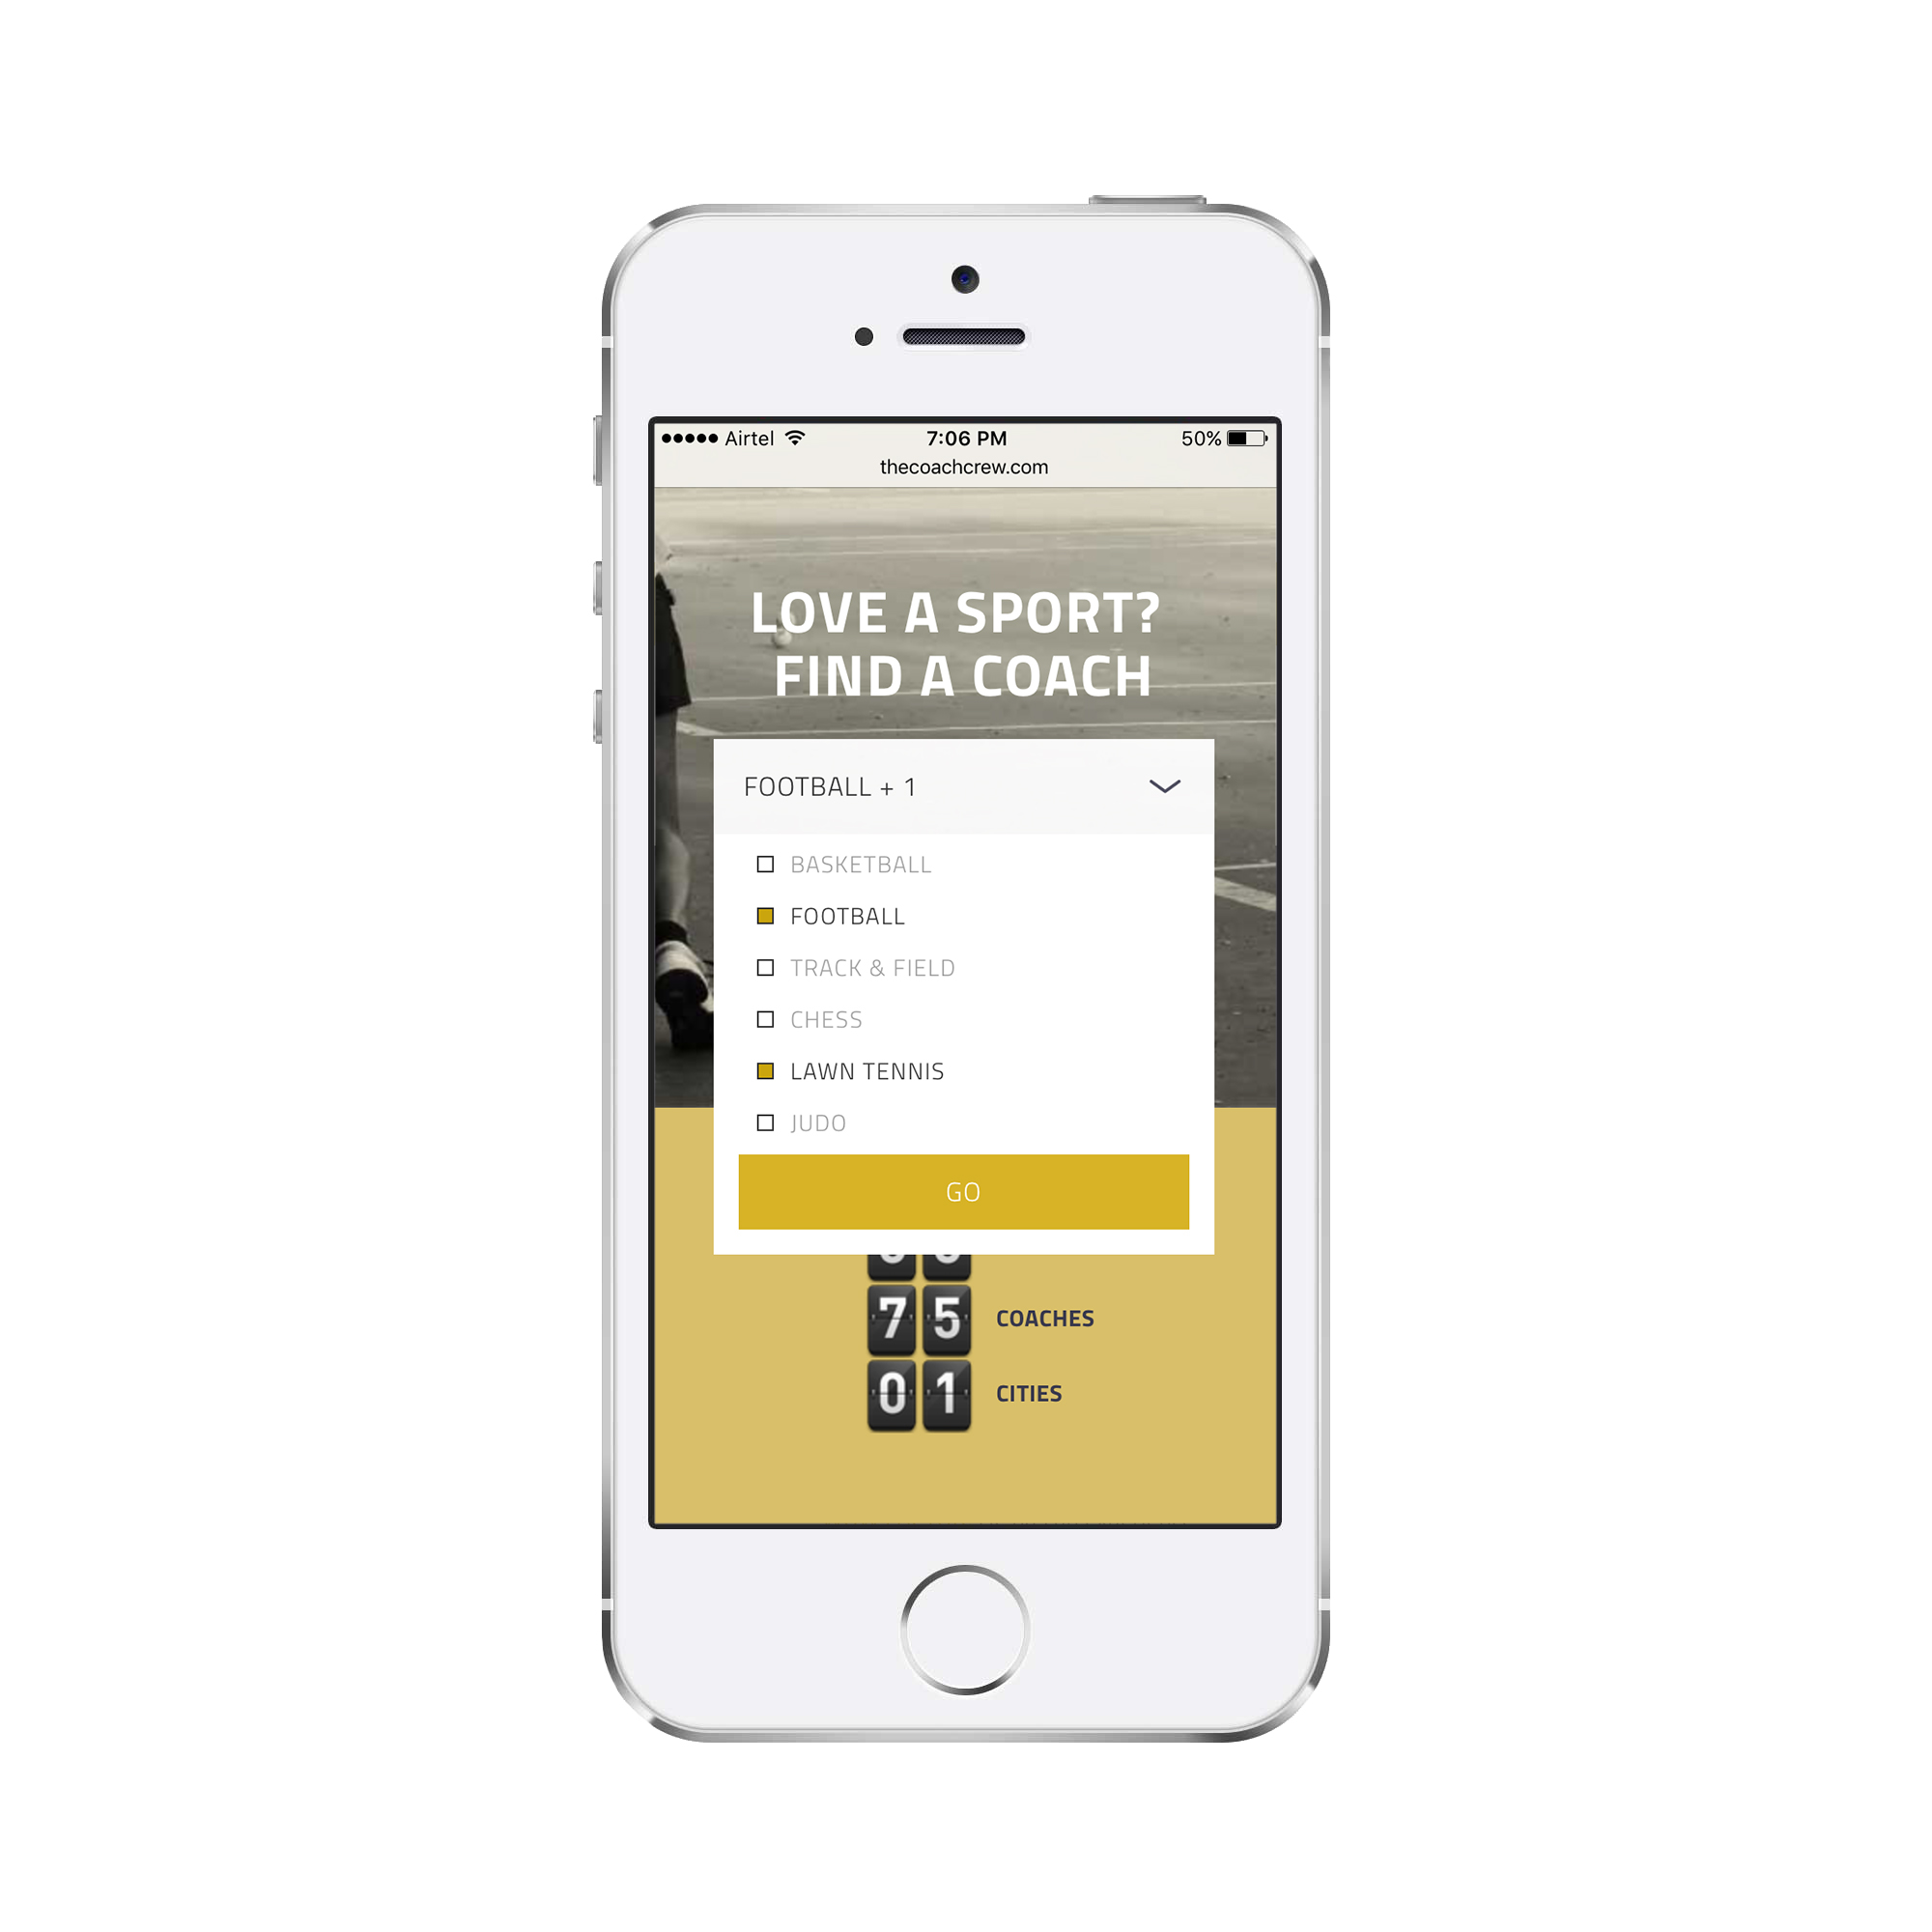 Airtel 7:06 PM 50%
thecoachcrew.com
LOVE A SPORT?
FIND A COACH
FOOTBALL + 1
BASKETBALL
FOOTBALL
TRACK & FIELD
CHESS
LAWN TENNIS
JUDO
GO
75 COACHES
01 CITIES